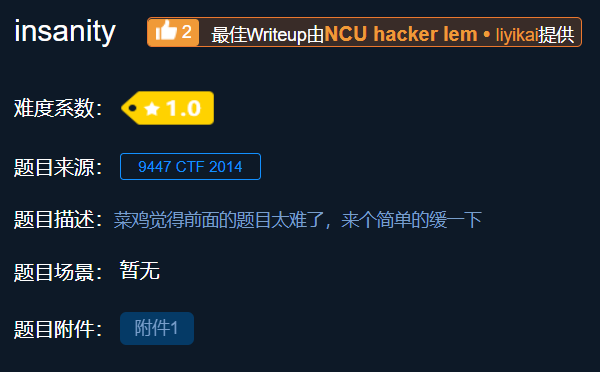 insanity 2 最佳Writeup由NCU hacker lem • liyikai提供
难度系数： 1.0
题目来源： 9447 CTF 2014
题目描述：菜鸡觉得前面的题目太难了，来个简单的缓一下
题目场景： 暂无
题目附件： 附件1